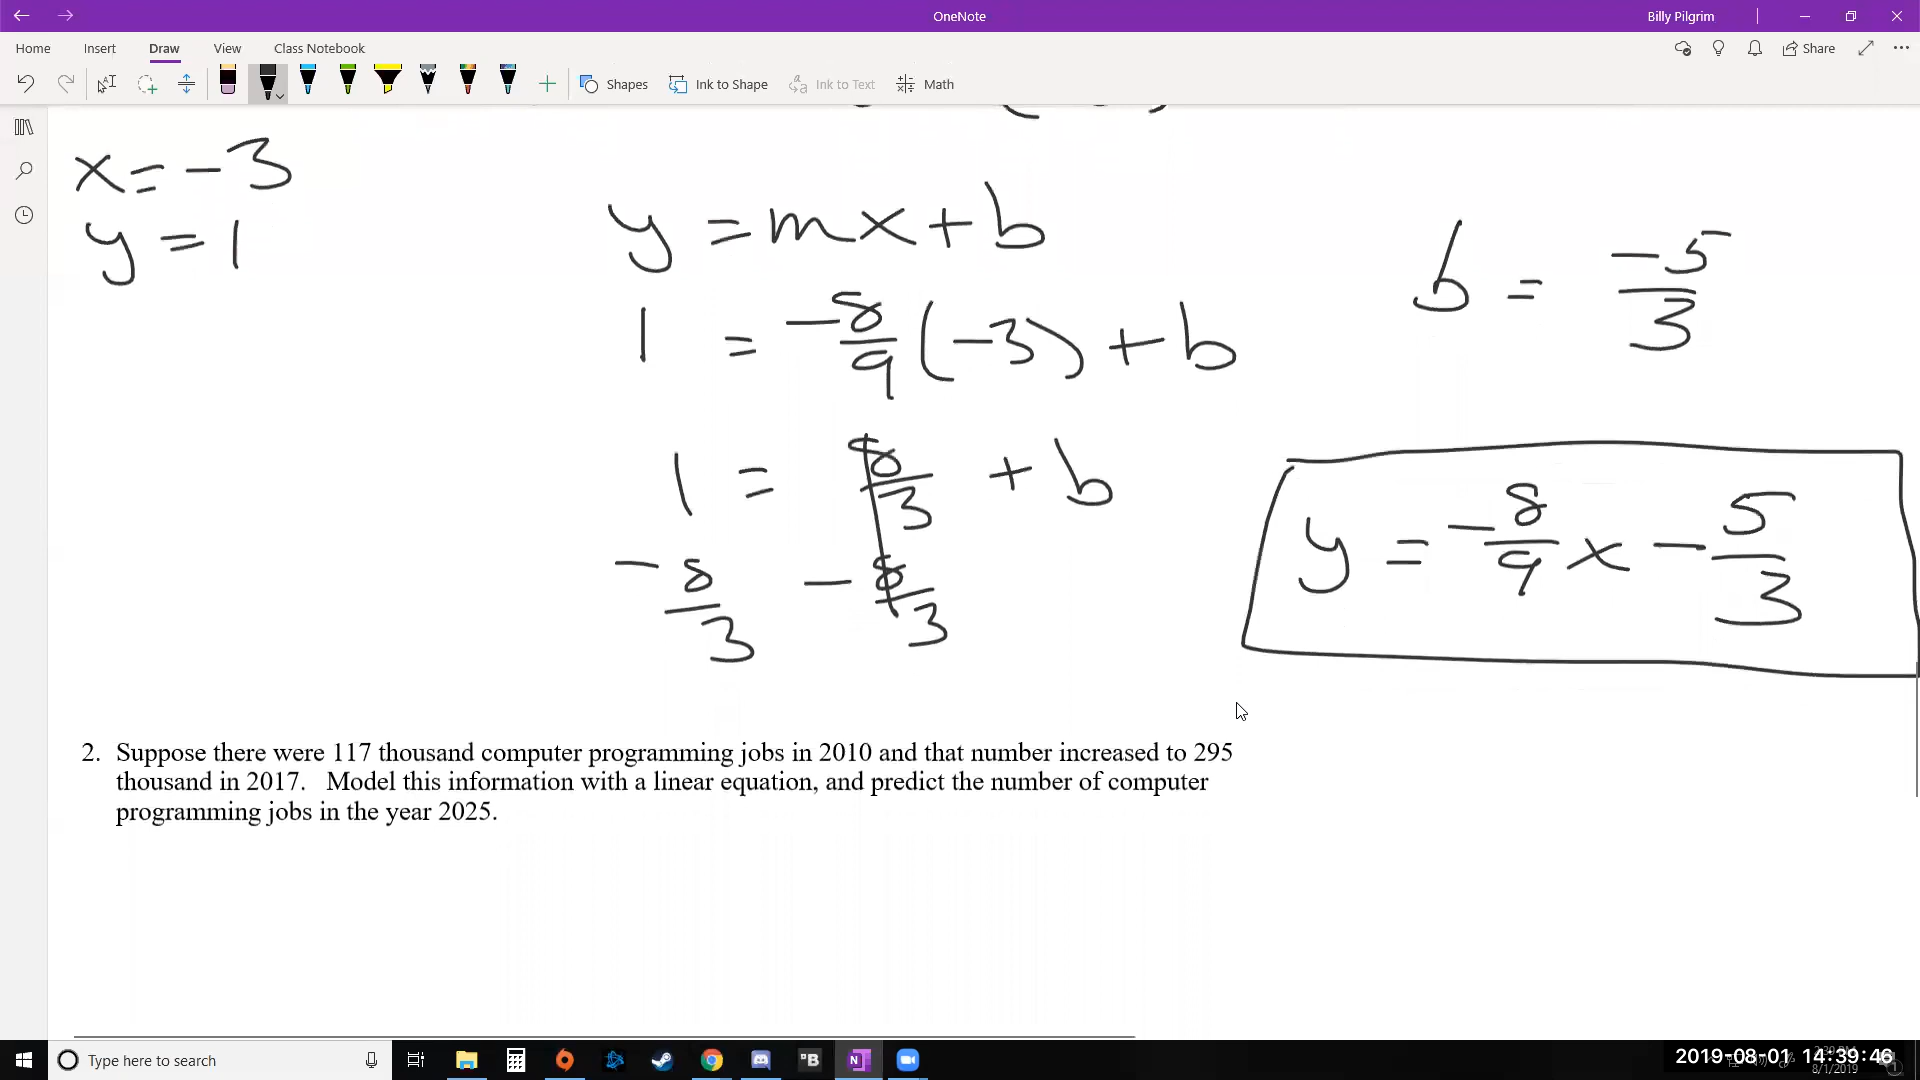 OneNote
Billy Pilgrim
Home Insert Draw View Class Notebook
Share
Shapes Ink to Shape Ink to Text Math
x = -3
y = 1
y = mx + b
1 = -8/9 (-3) + b
1 = 8/3 + b
-8/3 -8/3
b = -5/3
y = -8/9 x - 5/3
2. Suppose there were 117 thousand computer programming jobs in 2010 and that number increased to 295
thousand in 2017. Model this information with a linear equation, and predict the number of computer
programming jobs in the year 2025.
Type here to search
2019-08-01 14:39:46
8/1/2019